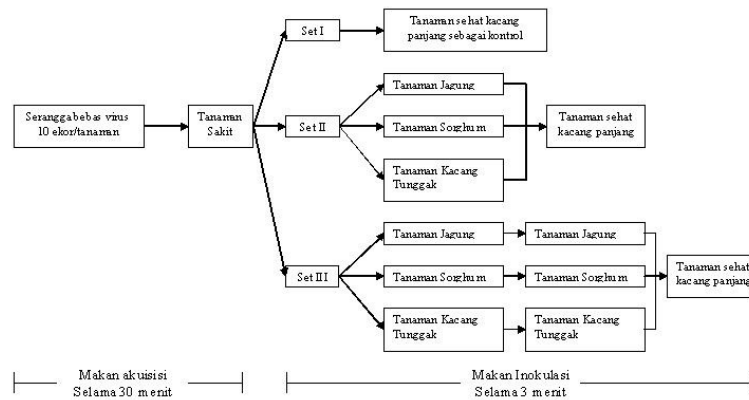 Serangga bebas virus
10 ekor/tanaman
Tanaman
Sakit
Set I
Tanaman sehat kacang
panjang sebagai kontrol
Set II
Tanaman Jagung
Tanaman Sorghum
Tanaman Kacang
Tunggak
Tanaman sehat
kacang panjang
Set III
Tanaman Jagung
Tanaman Jagung
Tanaman Sorghum
Tanaman Sorghum
Tanaman Kacang
Tunggak
Tanaman Kacang
Tunggak
Tanaman sehat
kacang panjang
Makan akuisisi
Selama 30 menit
Makan Inokulasi
Selama 3 menit